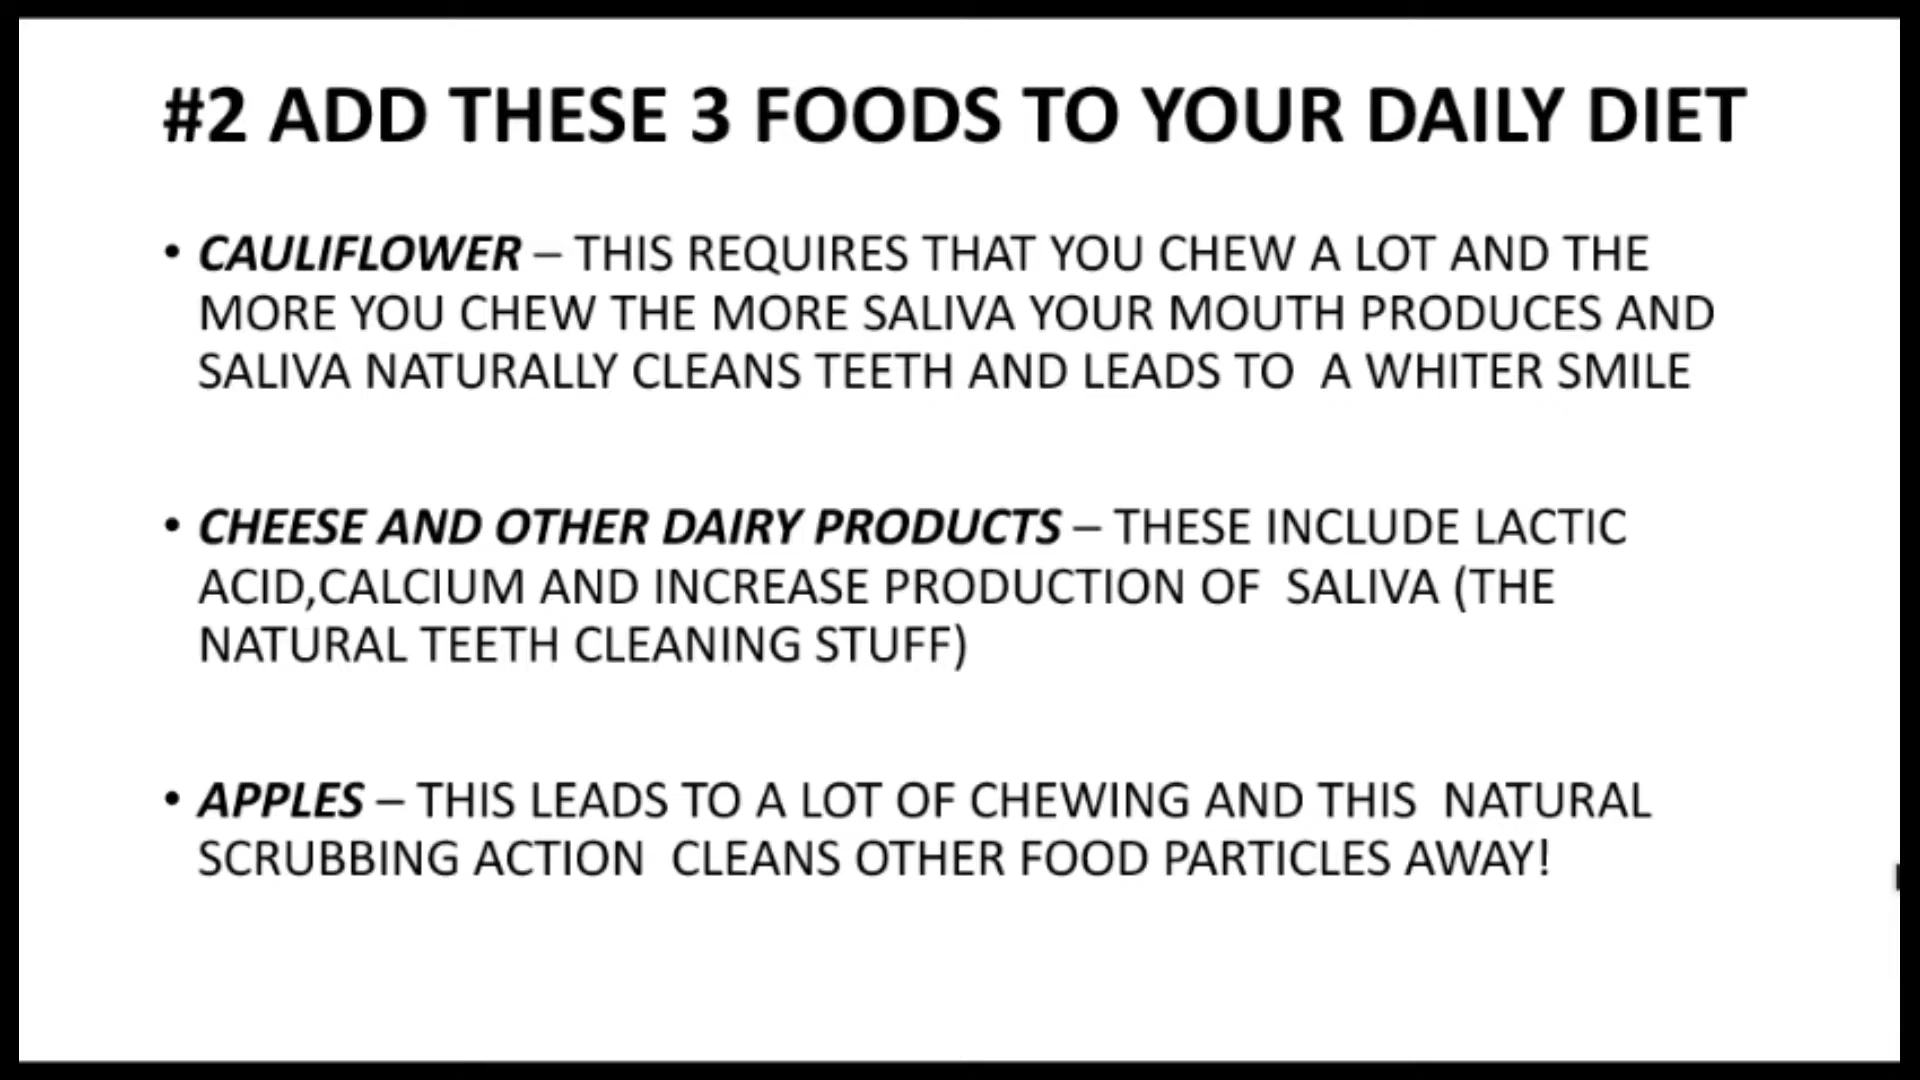 #2 ADD THESE 3 FOODS TO YOUR DAILY DIET
• CAULIFLOWER – THIS REQUIRES THAT YOU CHEW A LOT AND THE
MORE YOU CHEW THE MORE SALIVA YOUR MOUTH PRODUCES AND
SALIVA NATURALLY CLEANS TEETH AND LEADS TO  A WHITER SMILE
• CHEESE AND OTHER DAIRY PRODUCTS – THESE INCLUDE LACTIC
ACID,CALCIUM AND INCREASE PRODUCTION OF  SALIVA (THE
NATURAL TEETH CLEANING STUFF)
• APPLES – THIS LEADS TO A LOT OF CHEWING AND THIS  NATURAL
SCRUBBING ACTION  CLEANS OTHER FOOD PARTICLES AWAY!